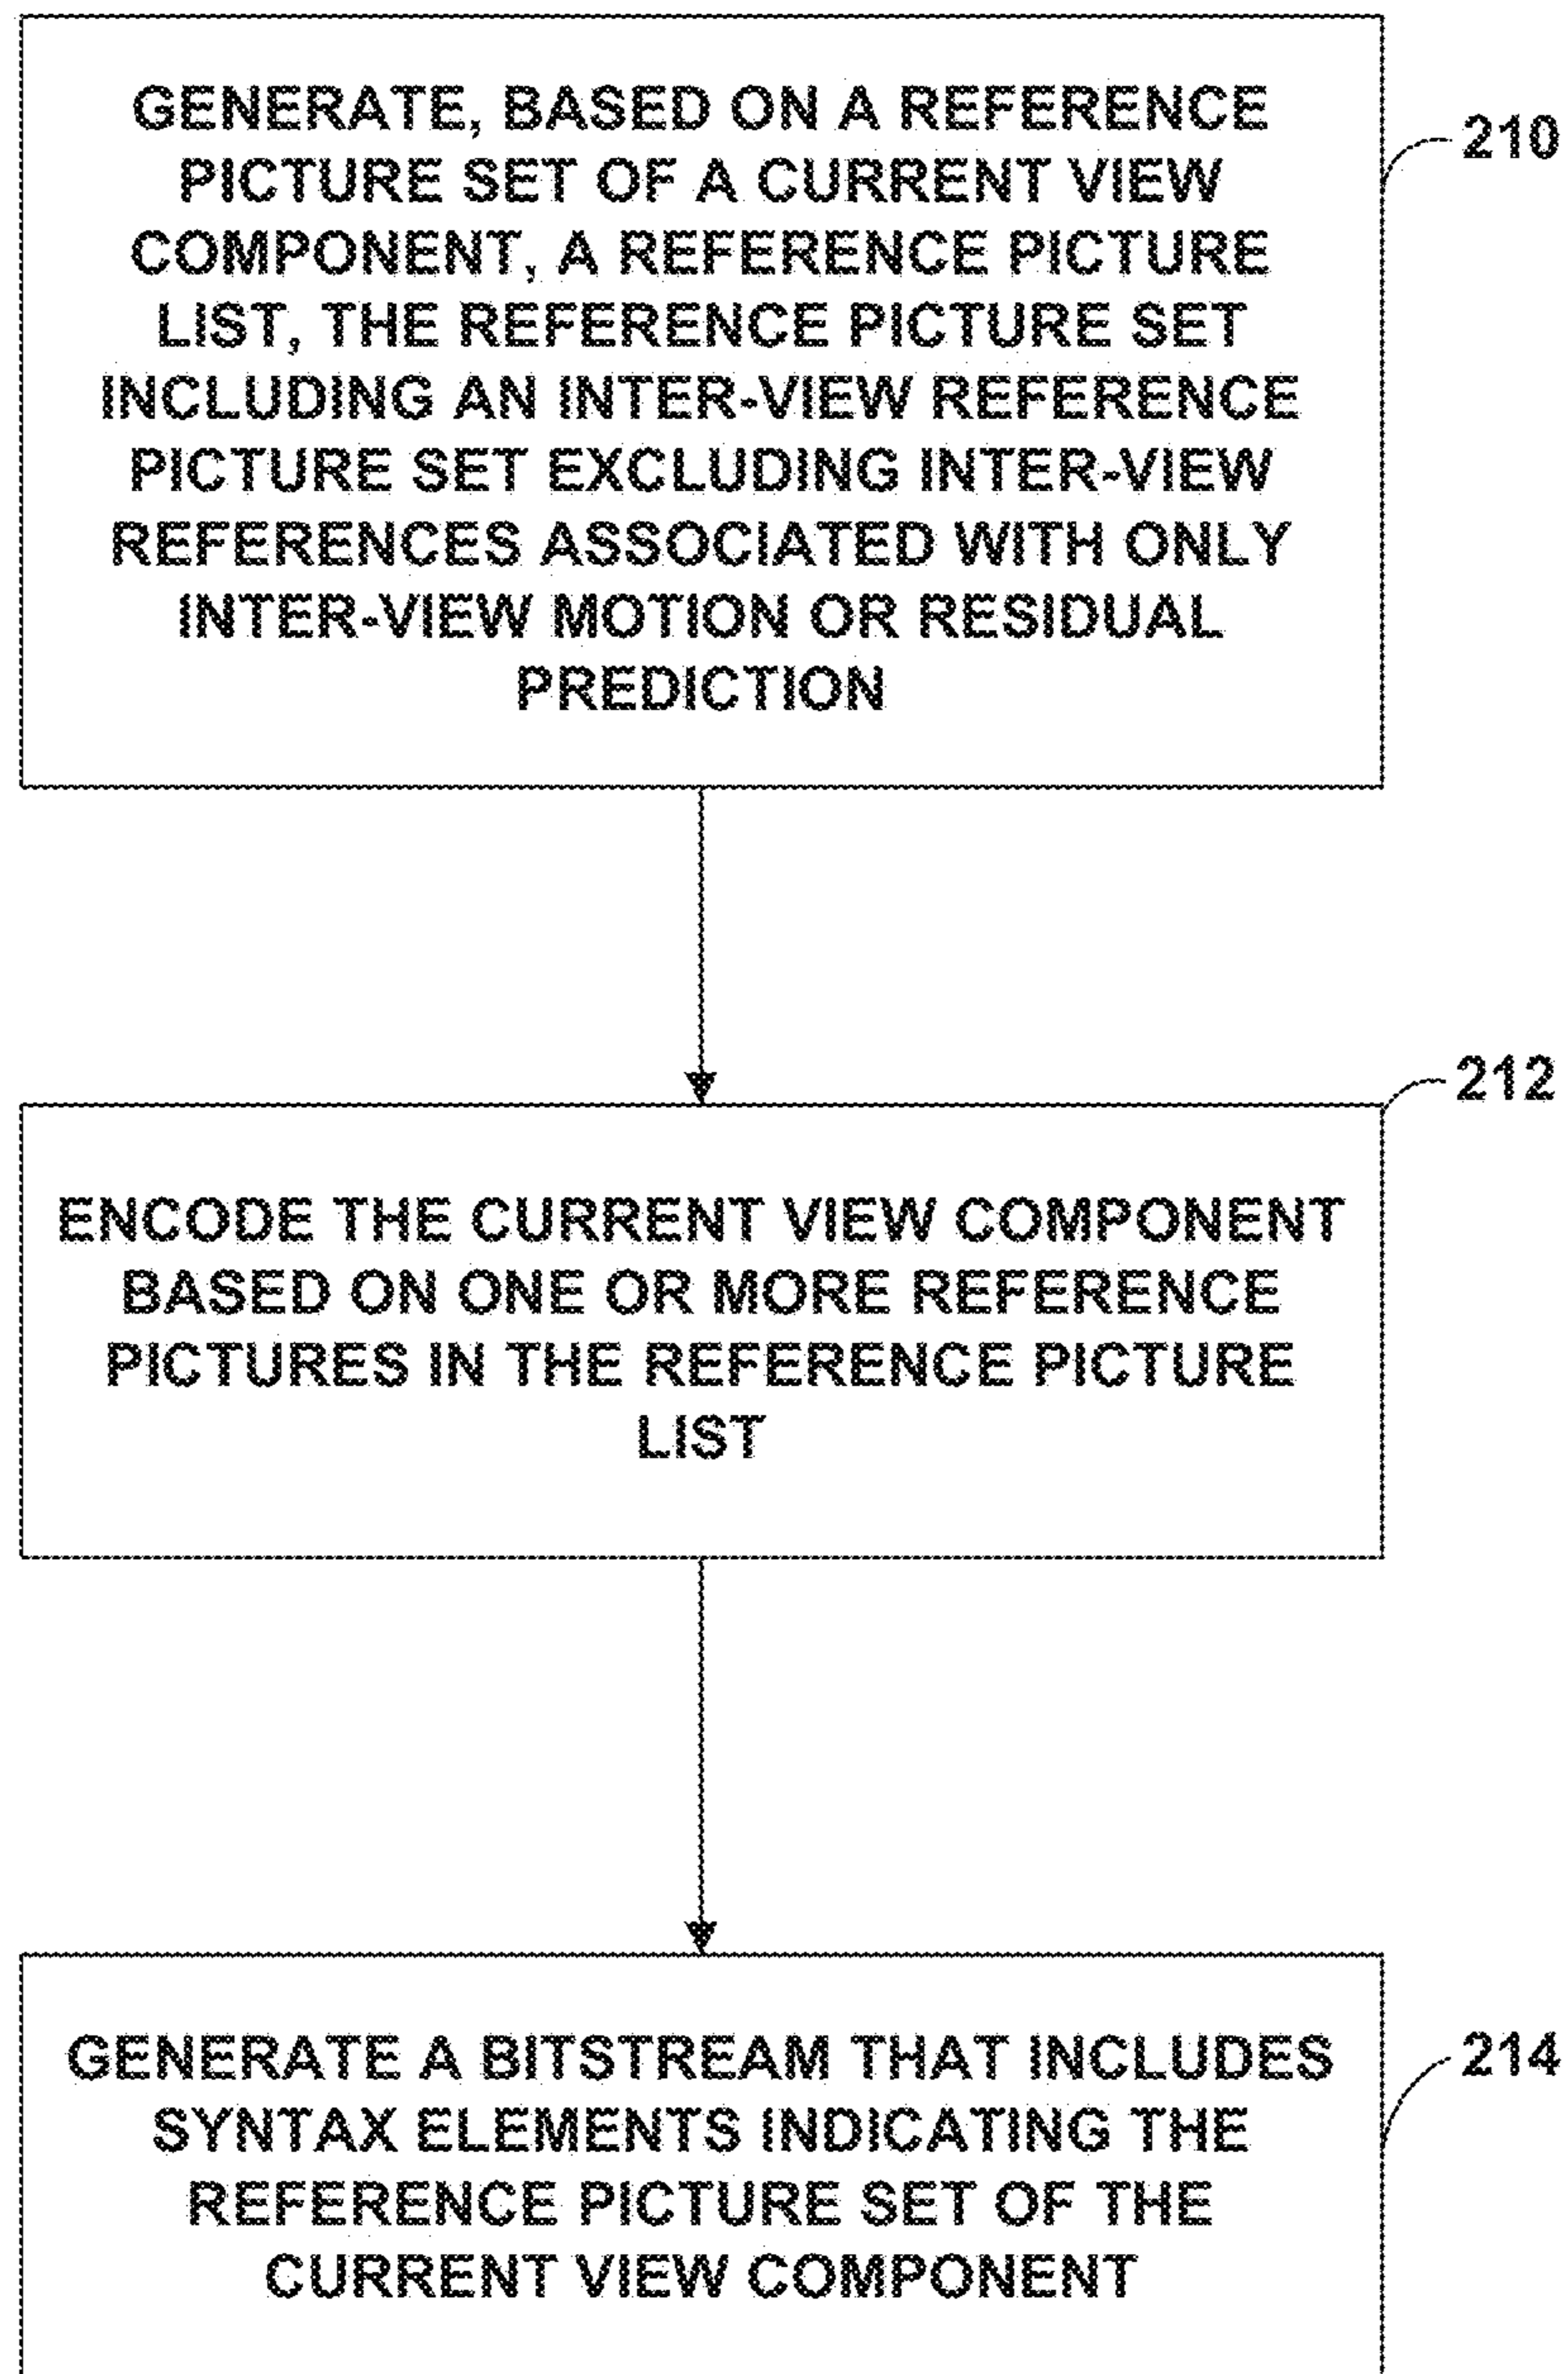 GENERATE, BASED ON A REFERENCE
PICTURE SET OF A CURRENT VIEW
COMPONENT, A REFERENCE PICTURE
LIST, THE REFERENCE PICTURE SET
INCLUDING AN INTER-VIEW REFERENCE
PICTURE SET EXCLUDING INTER-VIEW
REFERENCES ASSOCIATED WITH ONLY
INTER-VIEW MOTION OR RESIDUAL
PREDICTION
210
212
ENCODE THE CURRENT VIEW COMPONENT
BASED ON ONE OR MORE REFERENCE
PICTURES IN THE REFERENCE PICTURE
LIST
GENERATE A BITSTREAM THAT INCLUDES
SYNTAX ELEMENTS INDICATING THE
REFERENCE PICTURE SET OF THE
CURRENT VIEW COMPONENT
214